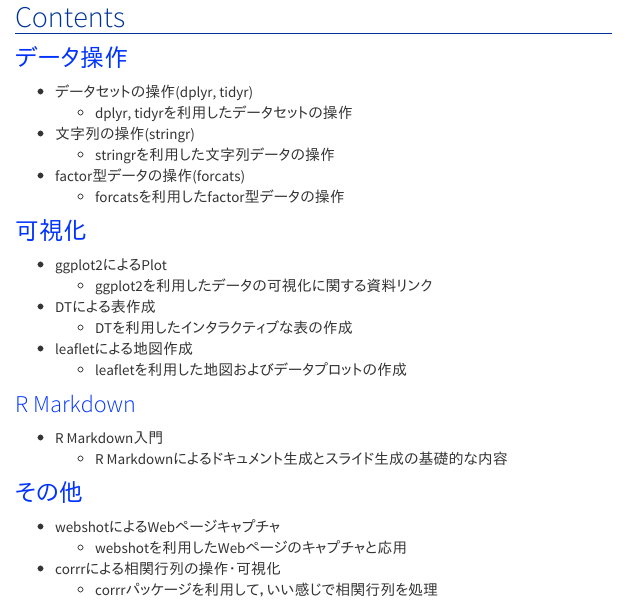 Contents
データ操作
データセットの操作(dplyr, tidyr)
dplyr, tidyrを利用したデータセットの操作
文字列の操作(stringr)
stringrを利用した文字列データの操作
factor型データの操作(forcats)
forcatsを利用したfactor型データの操作
可視化
ggplot2によるPlot
ggplot2を利用したデータの可視化に関する資料リンク
DTによる表作成
DTを利用したインタラクティブな表の作成
leafletによる地図作成
leafletを利用した地図およびデータプロットの作成
R Markdown
R Markdown入門
R Markdownによるドキュメント生成とスライド生成の基礎的な内容
その他
webshotによるWebページキャプチャ
webshotを利用したWebページのキャプチャと応用
corrrによる相関行列の操作・可視化
corrrパッケージを利用して, いい感じで相関行列を処理